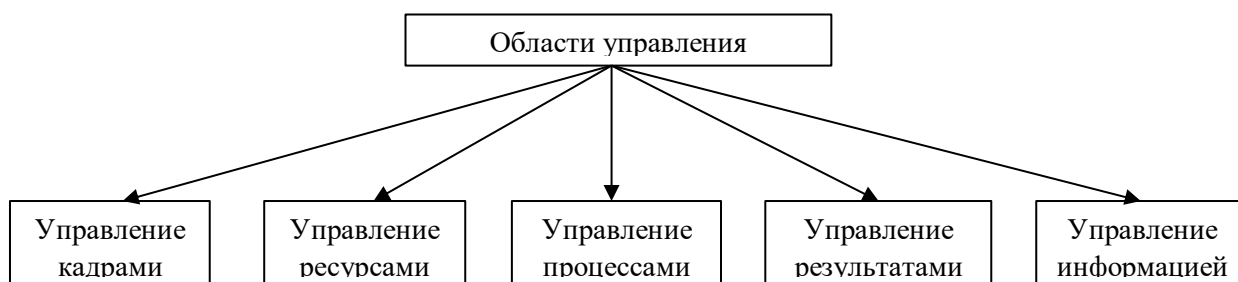 Области управления
Управление
кадрами
Управление
ресурсами
Управление
процессами
Управление
результатами
Управление
информацией